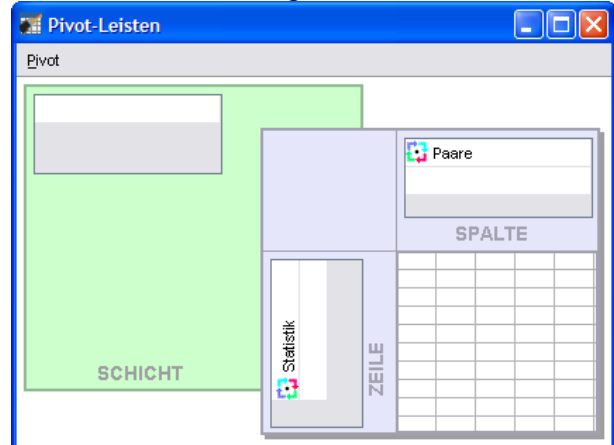 Pivot-Leisten
Pivot
Paare
SPALTE
Statistik
ZEILE
SCHICHT